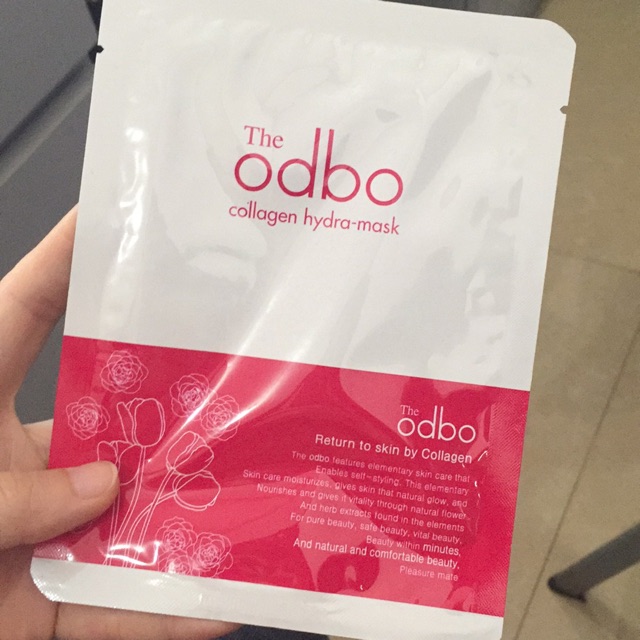 The
odbo
collagen hydra-mask
The
odbo
Return to skin by Collagen
The odbo features elementary skin care that
Enables self-styling. This elementary
Skin care moisturizes, gives skin that natural glow, and
Nourishes and gives it vitality through natural flower
And herb extracts found in the elements
For pure beauty, safe beauty, vital beauty,
Beauty within minutes,
And natural and comfortable beauty,
Pleasure mate